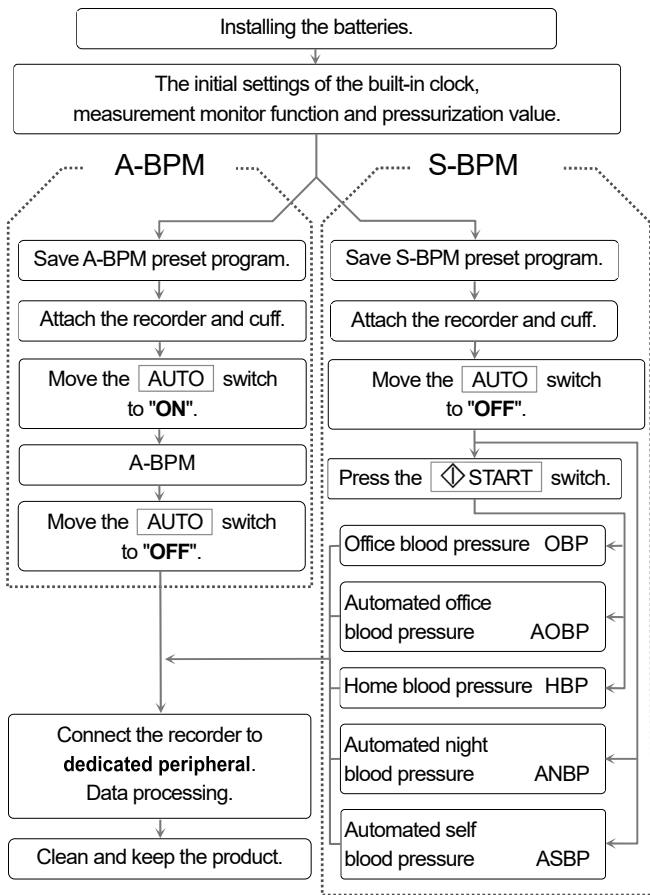 Installing the batteries.
The initial settings of the built-in clock,
measurement monitor function and pressurization value.
A-BPM
Save A-BPM preset program.
Attach the recorder and cuff.
Move the AUTO switch
to "ON".
A-BPM
Move the AUTO switch
to "OFF".
S-BPM
Save S-BPM preset program.
Attach the recorder and cuff.
Move the AUTO switch
to "OFF".
Press the START switch.
Office blood pressure OBP
Automated office
blood pressure AOBP
Home blood pressure HBP
Automated night
blood pressure ANBP
Automated self
blood pressure ASBP
Connect the recorder to
dedicated peripheral.
Data processing.
Clean and keep the product.